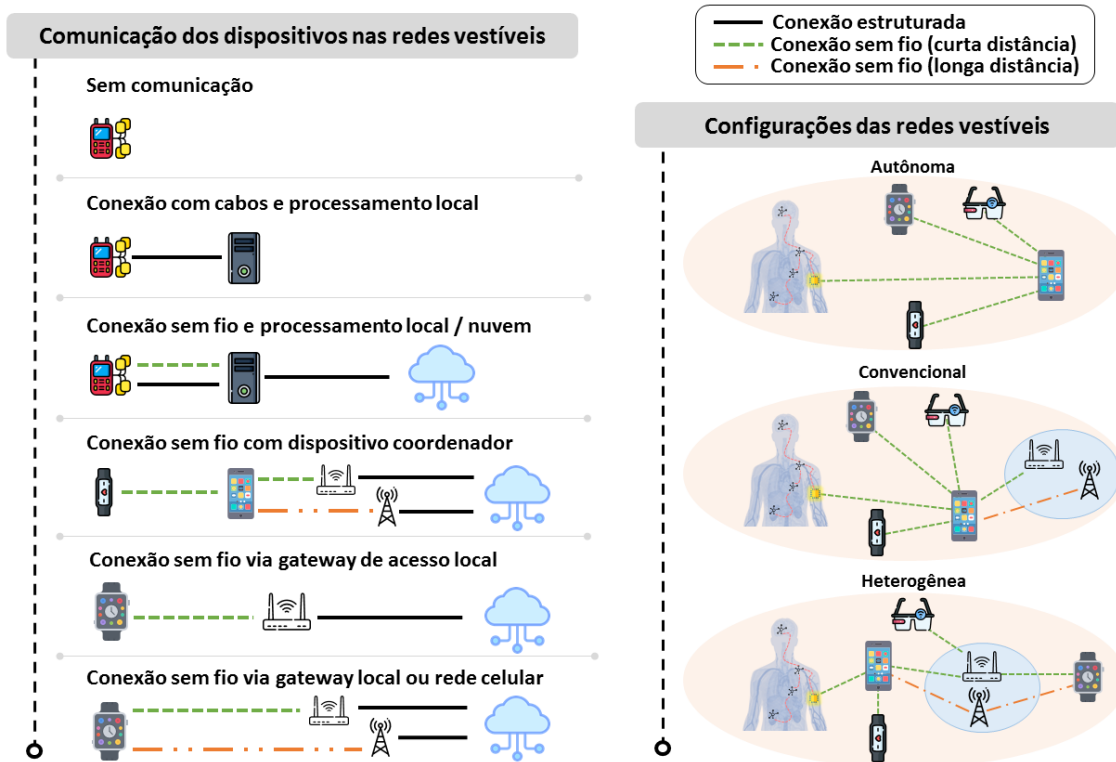 Comunicação dos dispositivos nas redes vestíveis
Sem comunicação
Conexão com cabos e processamento local
Conexão sem fio e processamento local / nuvem
Conexão sem fio com dispositivo coordenador
Conexão sem fio via gateway de acesso local
Conexão sem fio via gateway local ou rede celular
Conexão estruturada
Conexão sem fio (curta distância)
Conexão sem fio (longa distância)
Configurações das redes vestíveis
Autônoma
Convencional
Heterogênea